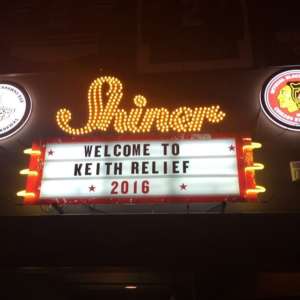 Shiner
WELCOME TO
KEITH RELIEF
2016